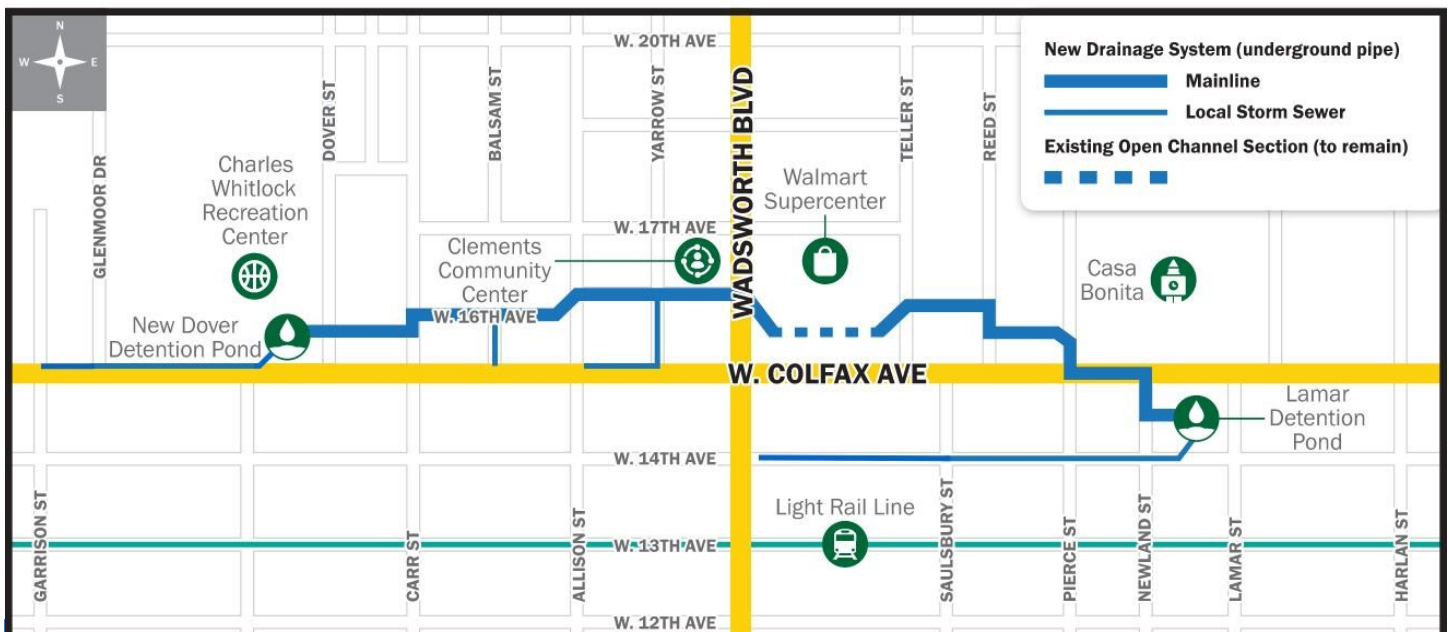 N
W E
S
New Drainage System (underground pipe)
Mainline
Local Storm Sewer
Existing Open Channel Section (to remain)
W. 20TH AVE
GLENMOOR DR
DOVER ST
BALSAM ST
YARROW ST
WADSWORTH BLVD
TELLER ST
REED ST
Charles
Whitlock
Recreation
Center
Walmart
Supercenter
W. 17TH AVE
Clements
Community
Center
Casa
Bonita
New Dover
Detention Pond
W. 16TH AVE
W. COLFAX AVE
Lamar
Detention
Pond
W. 14TH AVE
Light Rail Line
W. 13TH AVE
GARRISON ST
CARR ST
ALLISON ST
SAULSBURY ST
PIERCE ST
NEWLAND ST
LAMAR ST
HARLAN ST
W. 12TH AVE